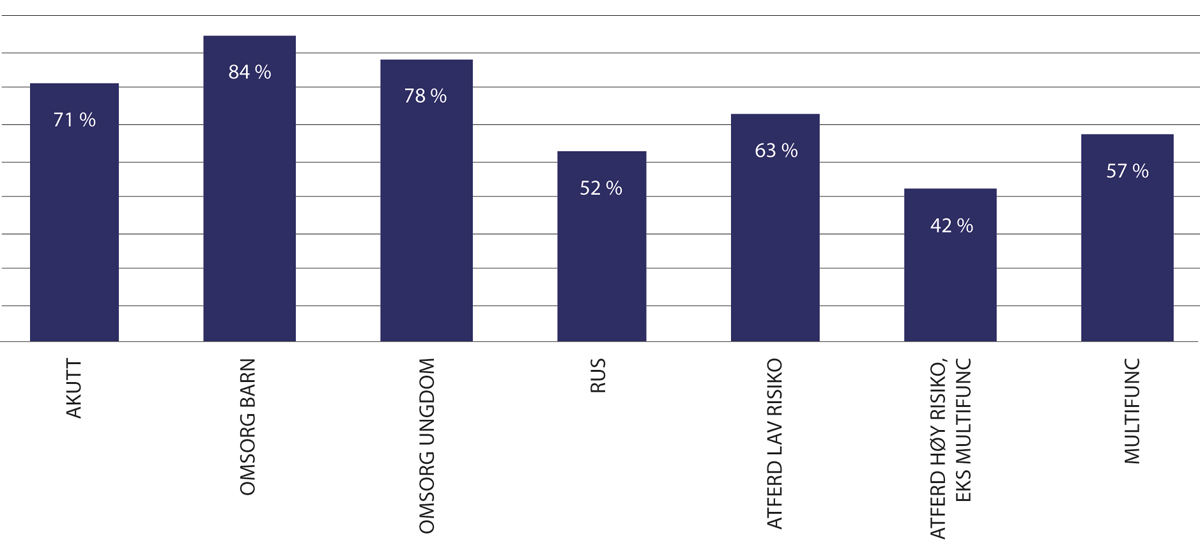 71 %
84 %
78 %
52 %
63 %
42 %
57 %
AKUTT
OMSORG BARN
OMSORG UNGDOM
RUS
ATFERD LAV RISIKO
ATFERD HØY RISIKO,
EKS MULTIFUNC
MULTIFUNC